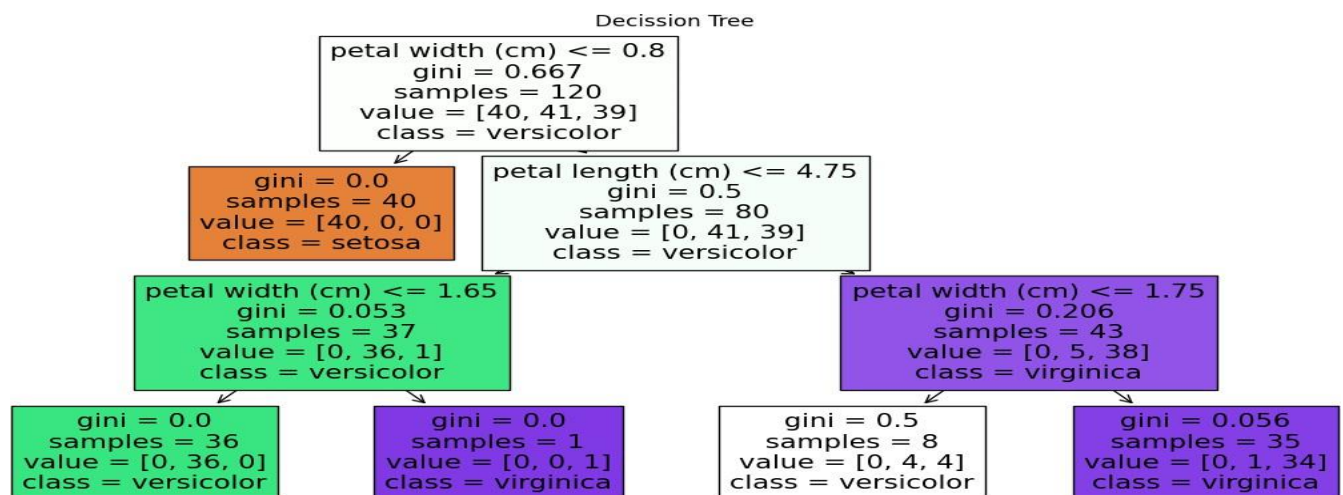 Decission Tree
petal width (cm) <= 0.8
gini = 0.667
samples = 120
value = [40, 41, 39]
class = versicolor
gini = 0.0
samples = 40
value = [40, 0, 0]
class = setosa
petal length (cm) <= 4.75
gini = 0.5
samples = 80
value = [0, 41, 39]
class = versicolor
petal width (cm) <= 1.65
gini = 0.053
samples = 37
value = [0, 36, 1]
class = versicolor
petal width (cm) <= 1.75
gini = 0.206
samples = 43
value = [0, 5, 38]
class = virginica
gini = 0.0
samples = 36
value = [0, 36, 0]
class = versicolor
gini = 0.0
samples = 1
value = [0, 0, 1]
class = virginica
gini = 0.5
samples = 8
value = [0, 4, 4]
class = versicolor
gini = 0.056
samples = 35
value = [0, 1, 34]
class = virginica